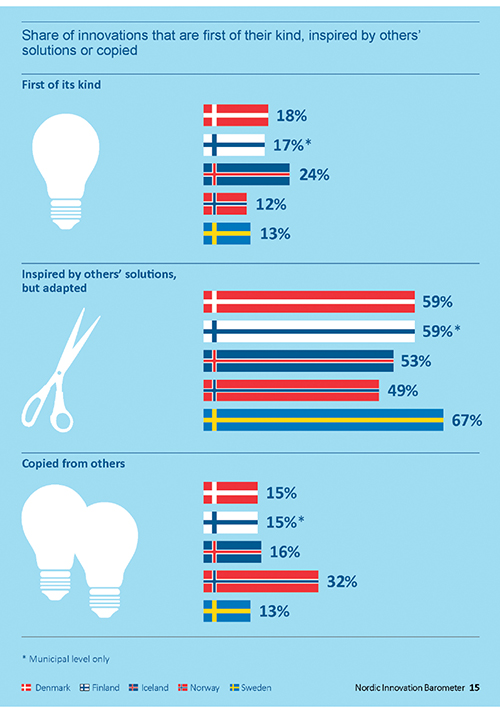 Share of innovations that are first of their kind, inspired by others'
solutions or copied
First of its kind
18%
17%*
24%
12%
13%
Inspired by others' solutions,
but adapted
59%
59%*
53%
49%
67%
Copied from others
15%
15%*
16%
32%
13%
* Municipal level only
Denmark Finland Iceland Norway Sweden
Nordic Innovation Barometer 15